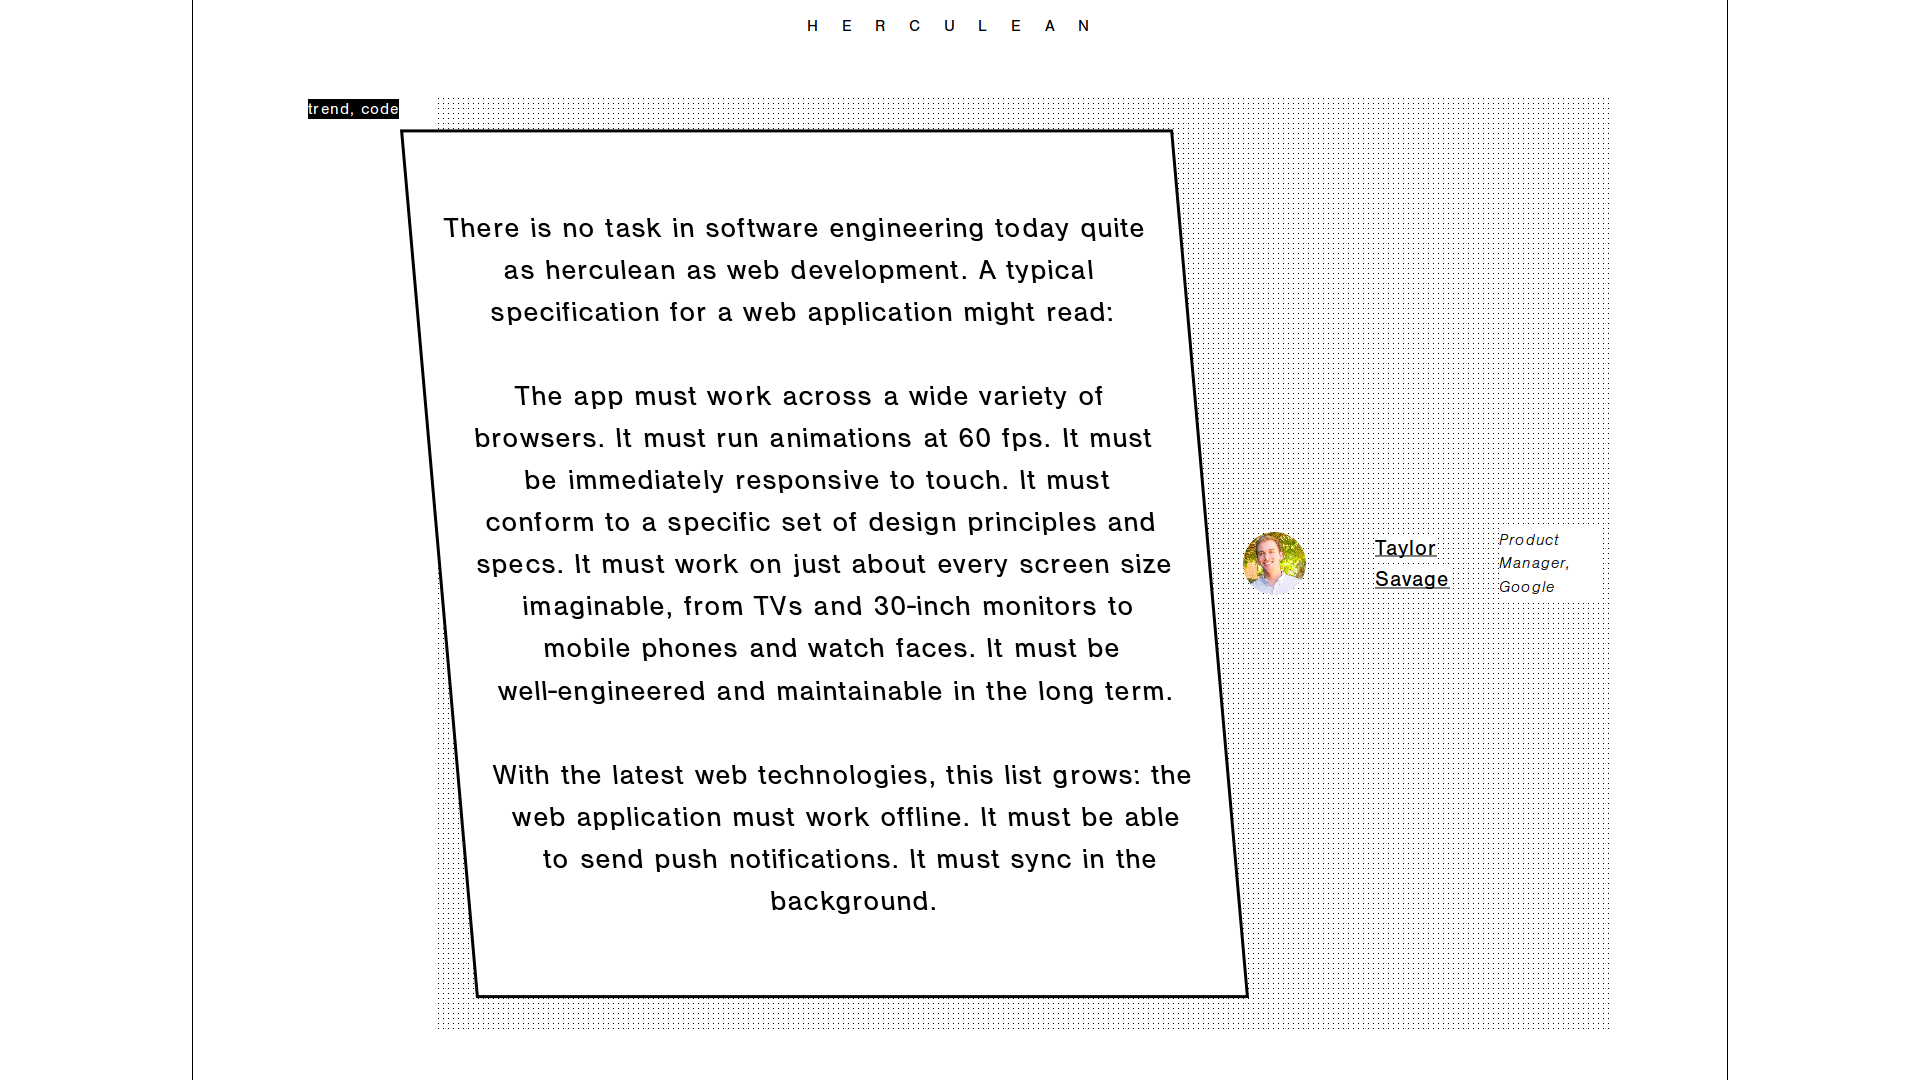 HERCULEAN
trend, code
There is no task in software engineering today quite
as herculean as web development. A typical
specification for a web application might read:
The app must work across a wide variety of
browsers. It must run animations at 60 fps. It must
be immediately responsive to touch. It must
conform to a specific set of design principles and
specs. It must work on just about every screen size
imaginable, from TVs and 30-inch monitors to
mobile phones and watch faces. It must be
well-engineered and maintainable in the long term.
With the latest web technologies, this list grows: the
web application must work offline. It must be able
to send push notifications. It must sync in the
background.
Taylor
Savage
Product
Manager,
Google